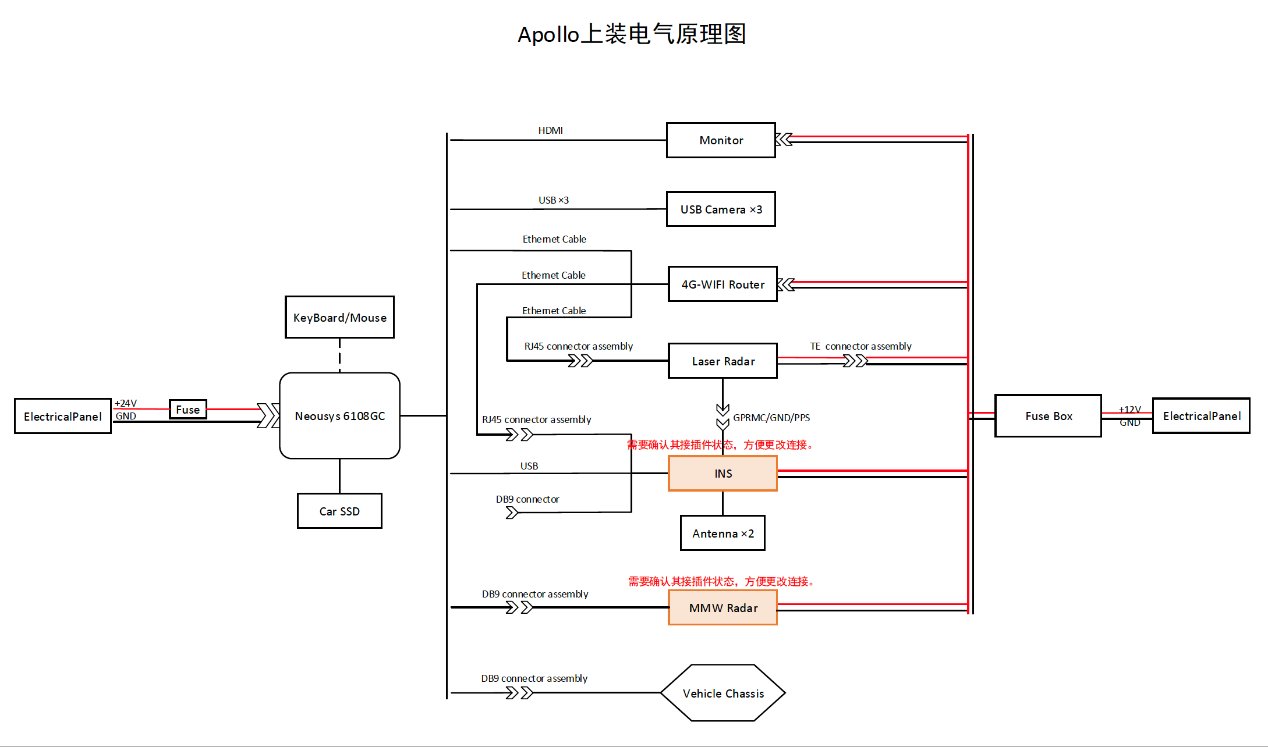 Apollo上装电气原理图
HDMI
Monitor
USB ×3
USB Camera ×3
Ethernet Cable
Ethernet Cable
4G-WIFI Router
Ethernet Cable
KeyBoard/Mouse
RJ45 connector assembly
TE connector assembly
Laser Radar
+24V
Fuse
ElectricalPanel
GND
Neousys 6108GC
RJ45 connector assembly
GPRMC/GND/PPS
Fuse Box
+12V
GND
ElectricalPanel
需要确认其接插件状态，方便更改连接。
USB
INS
DB9 connector
Car SSD
Antenna ×2
需要确认其接插件状态，方便更改连接。
DB9 connector assembly
MMW Radar
DB9 connector assembly
Vehicle Chassis